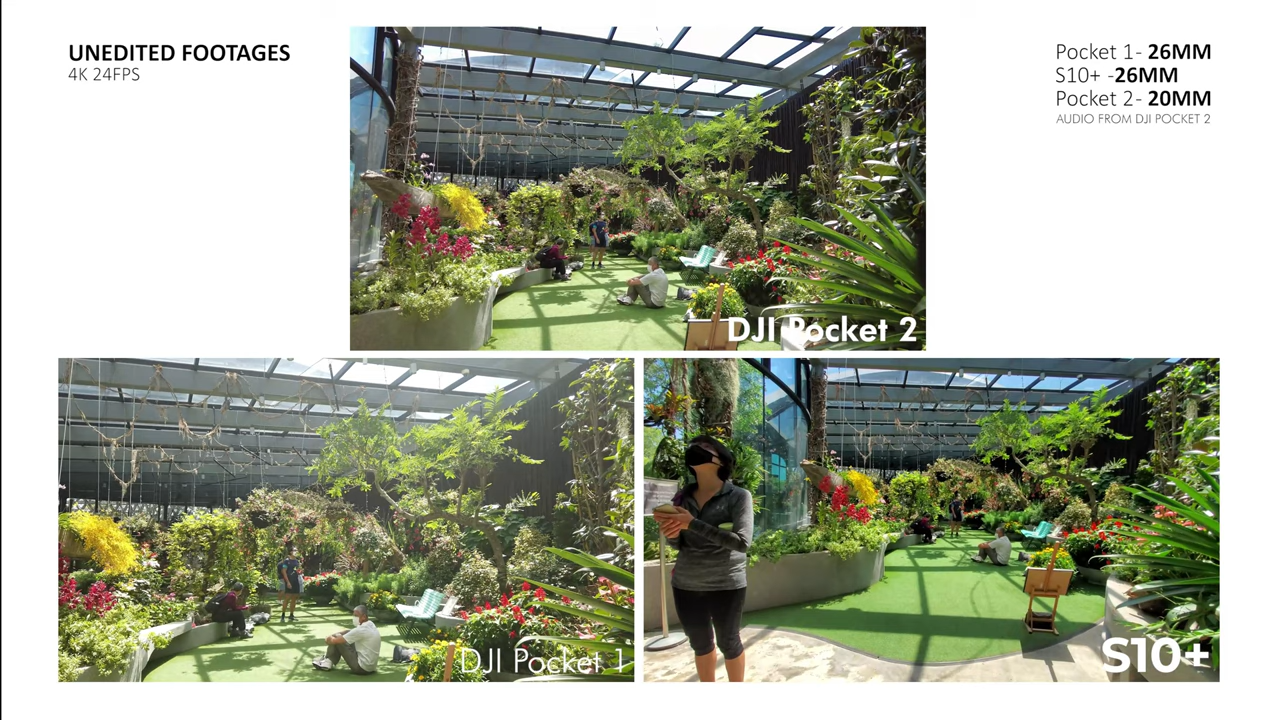 UNEDITED FOOTAGES
4K 24FPS
Pocket 1- 26MM
S10+ -26MM
Pocket 2- 20MM
AUDIO FROM DJI POCKET 2
DJI Pocket 2
DJI Pocket 1
S10+